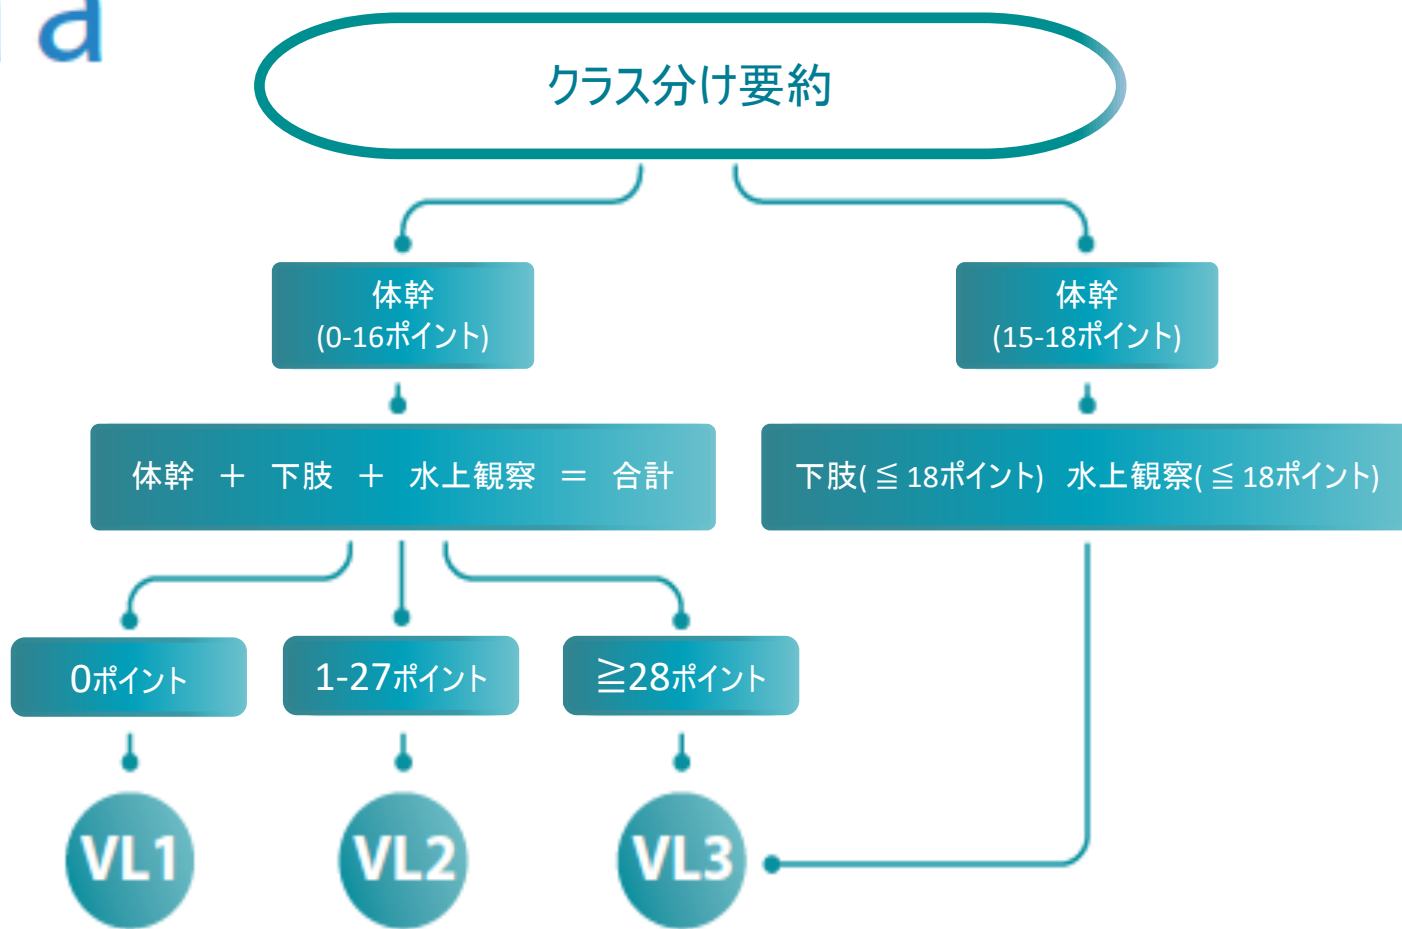 a
クラス分け要約
体幹
(0-16ポイント)
体幹
(15-18ポイント)
体幹 + 下肢 + 水上観察 = 合計
下肢(≦18ポイント) 水上観察(≦18ポイント)
0ポイント
1-27ポイント
≧28ポイント
VL1
VL2
VL3